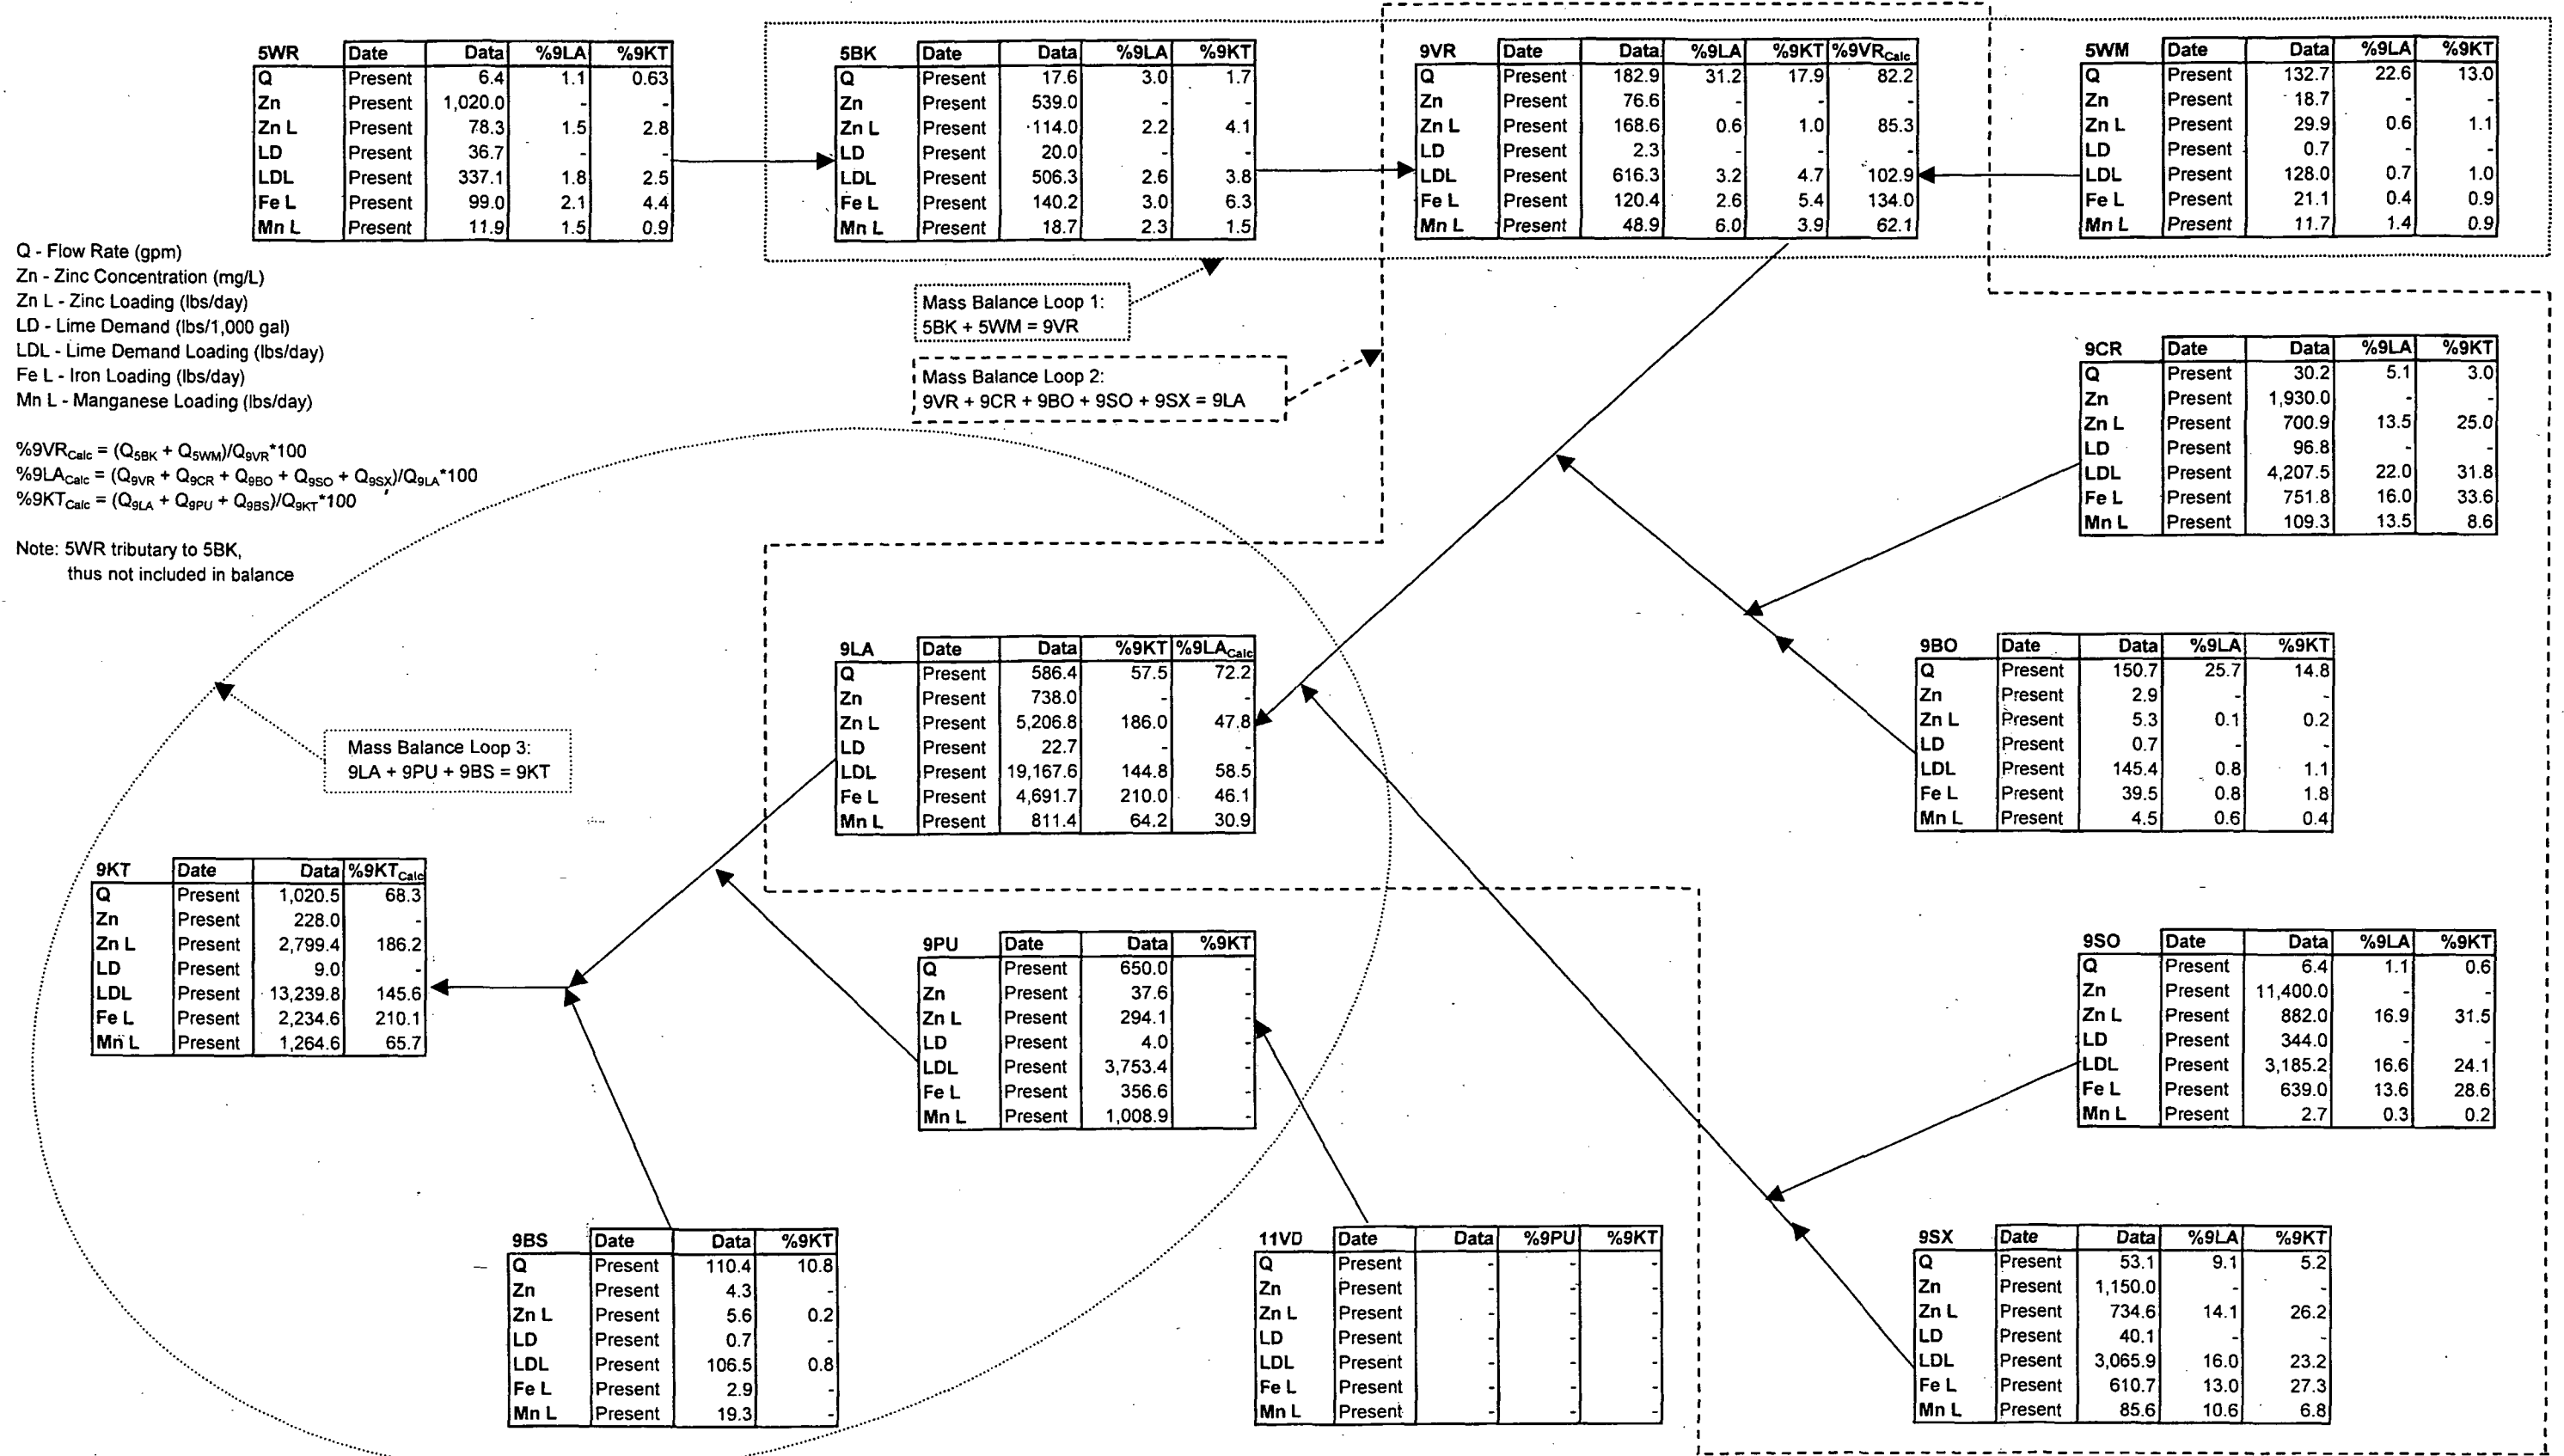 5WR Date Data %9LA %9KT
Q Present 6.4 1.1 0.63
Zn Present 1,020.0 - -
Zn L Present 78.3 1.5 2.8
LD Present 36.7 - -
LDL Present 337.1 1.8 2.5
Fe L Present 99.0 2.1 4.4
Mn L Present 11.9 1.5 0.9
5BK Date Data %9LA %9KT
Q Present 17.6 3.0 1.7
Zn Present 539.0 - -
Zn L Present 114.0 2.2 4.1
LD Present 20.0 - -
LDL Present 506.3 2.6 3.8
Fe L Present 140.2 3.0 6.3
Mn L Present 18.7 2.3 1.5
9VR Date Data %9LA %9KT %9VRCalc
Q Present 182.9 31.2 17.9 82.2
Zn Present 76.6 - - -
Zn L Present 168.6 0.6 1.0 85.3
LD Present 2.3 - - -
LDL Present 616.3 3.2 4.7 102.9
Fe L Present 120.4 2.6 5.4 134.0
Mn L Present 48.9 6.0 3.9 62.1
5WM Date Data %9LA %9KT
Q Present 132.7 22.6 13.0
Zn Present 18.7 - -
Zn L Present 29.9 0.6 1.1
LD Present 0.7 - -
LDL Present 128.0 0.7 1.0
Fe L Present 21.1 0.4 0.9
Mn L Present 11.7 1.4 0.9
Q - Flow Rate (gpm)
Zn - Zinc Concentration (mg/L)
Zn L - Zinc Loading (lbs/day)
LD - Lime Demand (lbs/1,000 gal)
LDL - Lime Demand Loading (lbs/day)
Fe L - Iron Loading (lbs/day)
Mn L - Manganese Loading (lbs/day)
%9VRCalc = (Q5BK + Q5WM)/Q9VR*100
%9LACalc = (Q9VR + Q9CR + Q9BO + Q9SO + Q9SX)/Q9LA*100
%9KTCalc = (Q9LA + Q9PU + Q9BS)/Q9KT*100
Note: 5WR tributary to 5BK,
thus not included in balance
Mass Balance Loop 1:
5BK + 5WM = 9VR
Mass Balance Loop 2:
9VR + 9CR + 9BO + 9SO + 9SX = 9LA
9CR Date Data %9LA %9KT
Q Present 30.2 5.1 3.0
Zn Present 1,930.0 - -
Zn L Present 700.9 13.5 25.0
LD Present 96.8 - -
LDL Present 4,207.5 22.0 31.8
Fe L Present 751.8 16.0 33.6
Mn L Present 109.3 13.5 8.6
9LA Date Data %9KT %9LACalc
Q Present 586.4 57.5 72.2
Zn Present 738.0 - -
Zn L Present 5,206.8 186.0 47.8
LD Present 22.7 - -
LDL Present 19,167.6 144.8 58.5
Fe L Present 4,691.7 210.0 46.1
Mn L Present 811.4 64.2 30.9
9BO Date Data %9LA %9KT
Q Present 150.7 25.7 14.8
Zn Present 2.9 - -
Zn L Present 5.3 0.1 0.2
LD Present 0.7 - -
LDL Present 145.4 0.8 1.1
Fe L Present 39.5 0.8 1.8
Mn L Present 4.5 0.6 0.4
Mass Balance Loop 3:
9LA + 9PU + 9BS = 9KT
9KT Date Data %9KTCalc
Q Present 1,020.5 68.3
Zn Present 228.0 -
Zn L Present 2,799.4 186.2
LD Present 9.0 -
LDL Present 13,239.8 145.6
Fe L Present 2,234.6 210.1
Mn L Present 1,264.6 65.7
9PU Date Data %9KT
Q Present 650.0 -
Zn Present 37.6 -
Zn L Present 294.1 -
LD Present 4.0 -
LDL Present 3,753.4 -
Fe L Present 356.6 -
Mn L Present 1,008.9 -
9SO Date Data %9LA %9KT
Q Present 6.4 1.1 0.6
Zn Present 11,400.0 - -
Zn L Present 882.0 16.9 31.5
LD Present 344.0 - -
LDL Present 3,185.2 16.6 24.1
Fe L Present 639.0 13.6 28.6
Mn L Present 2.7 0.3 0.2
9BS Date Data %9KT
Q Present 110.4 10.8
Zn Present 4.3 -
Zn L Present 5.6 0.2
LD Present 0.7 -
LDL Present 106.5 0.8
Fe L Present 2.9 -
Mn L Present 19.3 -
11VD Date Data %9PU %9KT
Q Present - - -
Zn Present - - -
Zn L Present - - -
LD Present - - -
LDL Present - - -
Fe L Present - - -
Mn L Present - - -
9SX Date Data %9LA %9KT
Q Present 53.1 9.1 5.2
Zn Present 1,150.0 - -
Zn L Present 734.6 14.1 26.2
LD Present 40.1 - -
LDL Present 3,065.9 16.0 23.2
Fe L Present 610.7 13.0 27.3
Mn L Present 85.6 10.6 6.8